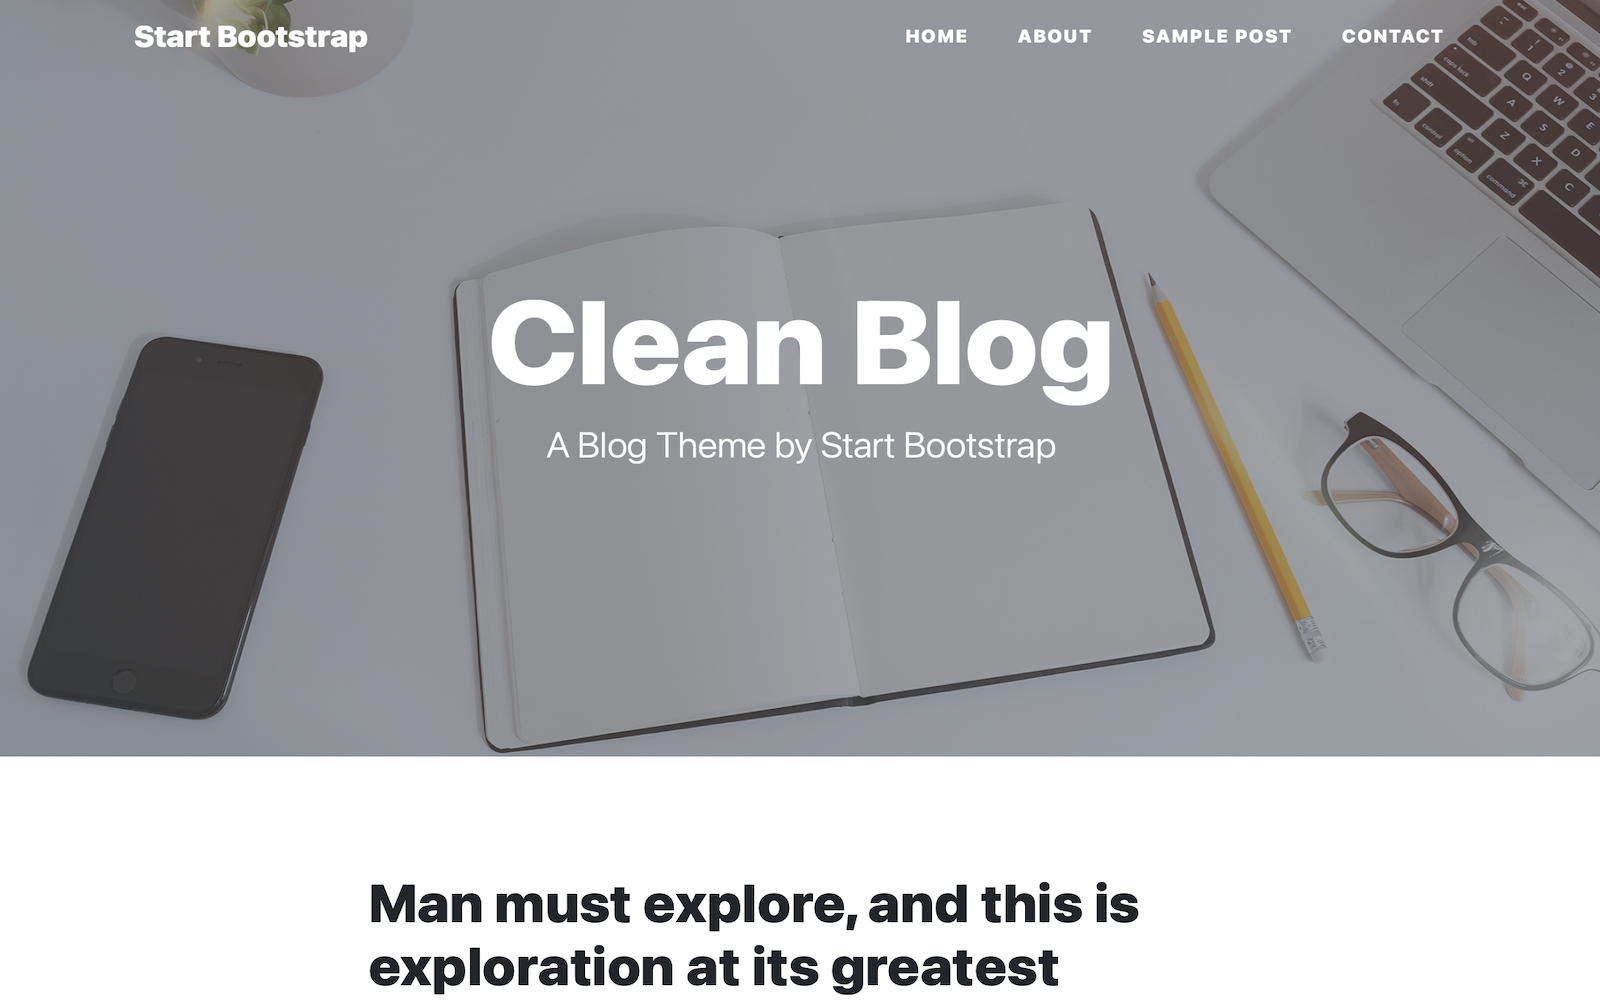 Start Bootstrap
HOME ABOUT SAMPLE POST CONTACT
Clean Blog
A Blog Theme by Start Bootstrap
Man must explore, and this is
exploration at its greatest